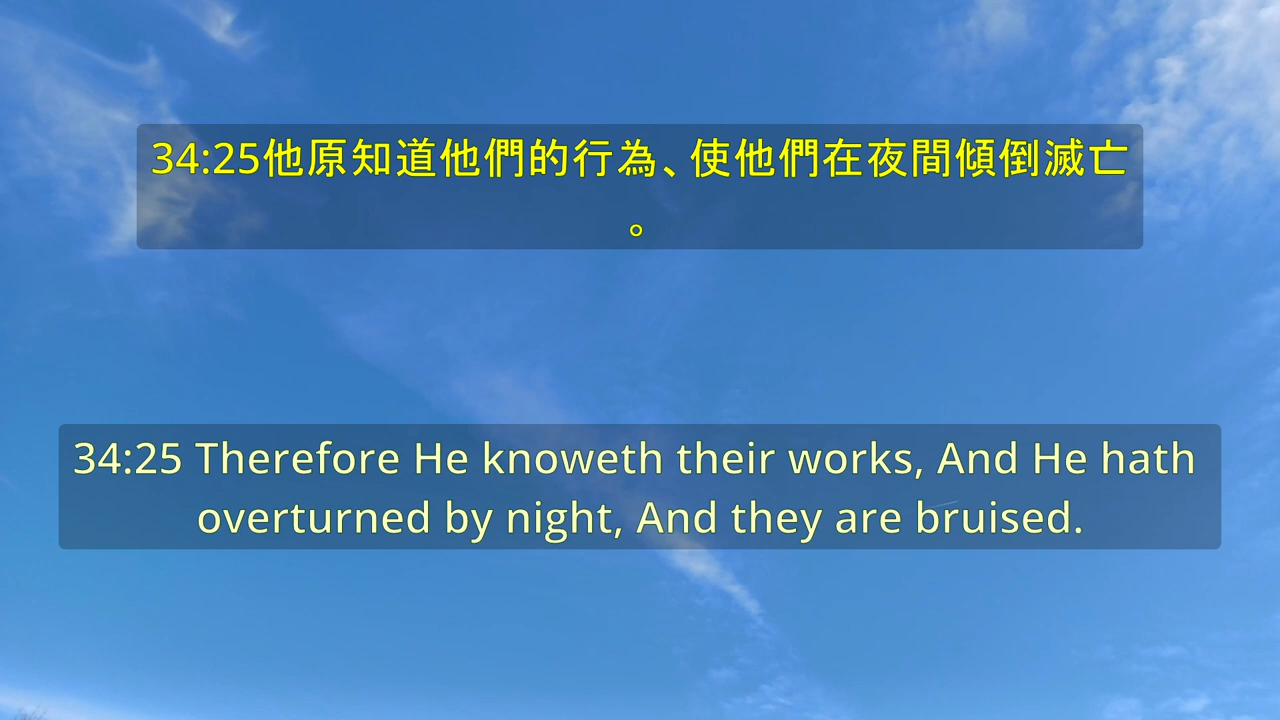 34:25他原知道他們的行為、使他們在夜間傾倒滅亡
。
34:25 Therefore He knoweth their works, And He hath
overturned by night, And they are bruised.